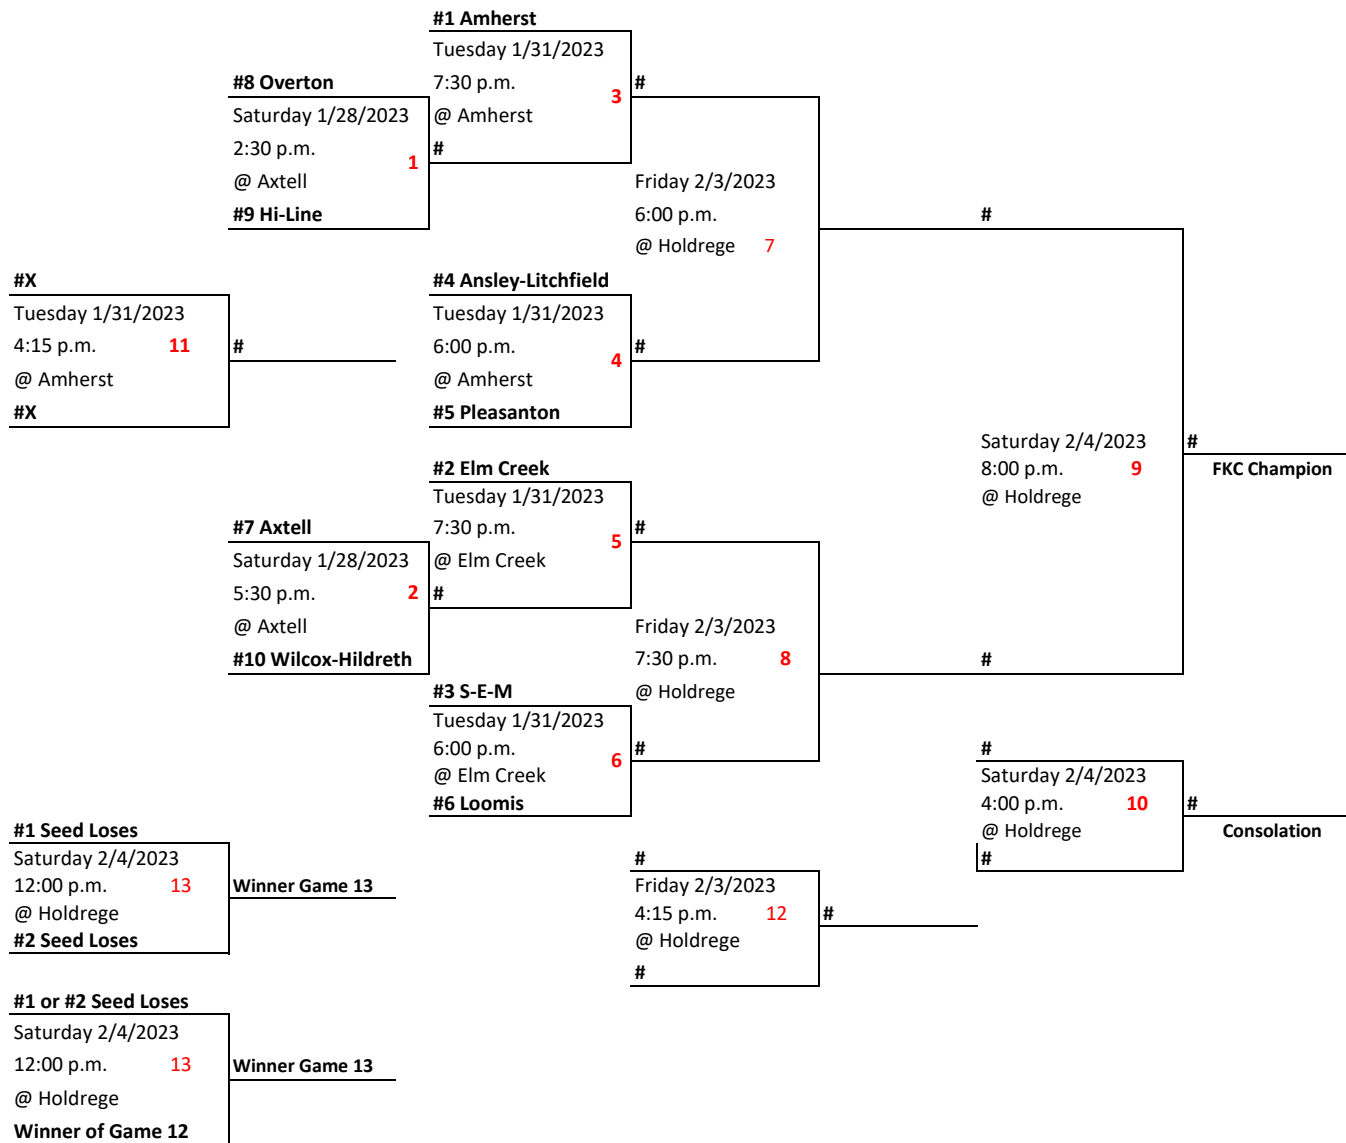 #1 Amherst
Tuesday 1/31/2023
7:30 p.m.
3
@ Amherst
#
#8 Overton
Saturday 1/28/2023
2:30 p.m.
1
@ Axtell
#9 Hi-Line
#
Friday 2/3/2023
6:00 p.m.
@ Holdrege 7
#
#X
Tuesday 1/31/2023
4:15 p.m. 11
@ Amherst
#X
#
#4 Ansley-Litchfield
Tuesday 1/31/2023
6:00 p.m.
4
@ Amherst
#5 Pleasanton
#
#2 Elm Creek
Tuesday 1/31/2023
7:30 p.m.
5
@ Elm Creek
#
#7 Axtell
Saturday 1/28/2023
5:30 p.m. 2
@ Axtell
#10 Wilcox-Hildreth
#
Friday 2/3/2023
7:30 p.m. 8
@ Holdrege
#
#3 S-E-M
Tuesday 1/31/2023
6:00 p.m.
6
@ Elm Creek
#6 Loomis
#
Saturday 2/4/2023
8:00 p.m. 9
@ Holdrege
#
FKC Champion
#
Saturday 2/4/2023
4:00 p.m. 10
@ Holdrege
#
#
Consolation
#
Friday 2/3/2023
4:15 p.m. 12
@ Holdrege
#
#
#1 Seed Loses
Saturday 2/4/2023
12:00 p.m. 13
@ Holdrege
#2 Seed Loses
Winner Game 13
#1 or #2 Seed Loses
Saturday 2/4/2023
12:00 p.m. 13
@ Holdrege
Winner of Game 12
Winner Game 13